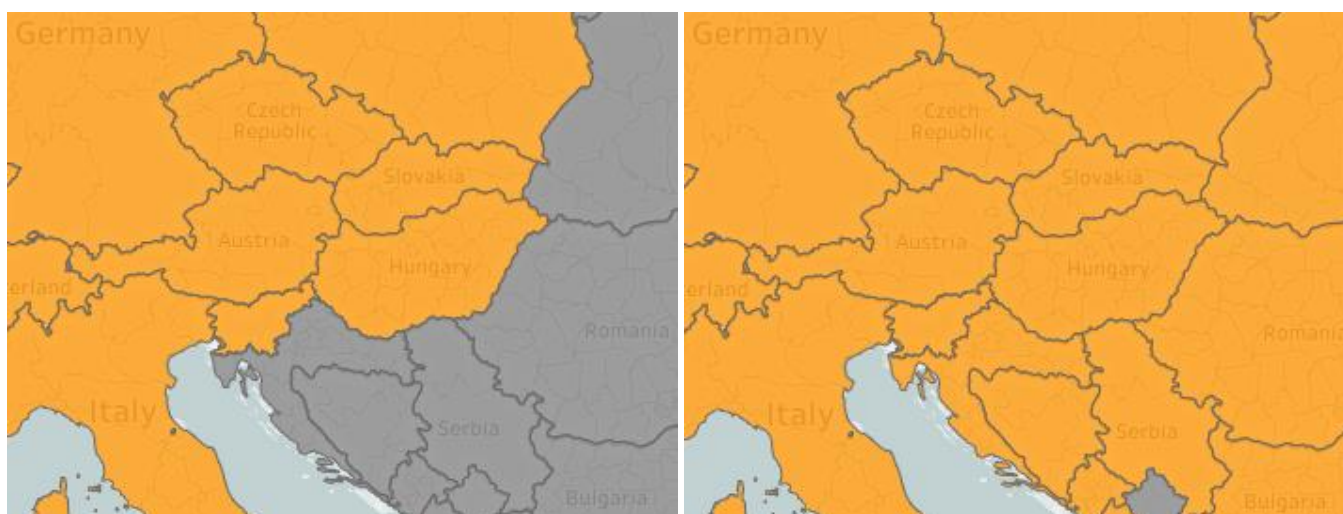 Germany
Czech
Republic
Slovakia
Austria
Hungary
erland
Romania
Italy
Serbia
Bulgaria
Germany
Czech
Republic
Slovakia
Austria
Hungary
erland
Romania
Italy
Serbia
Bulgaria